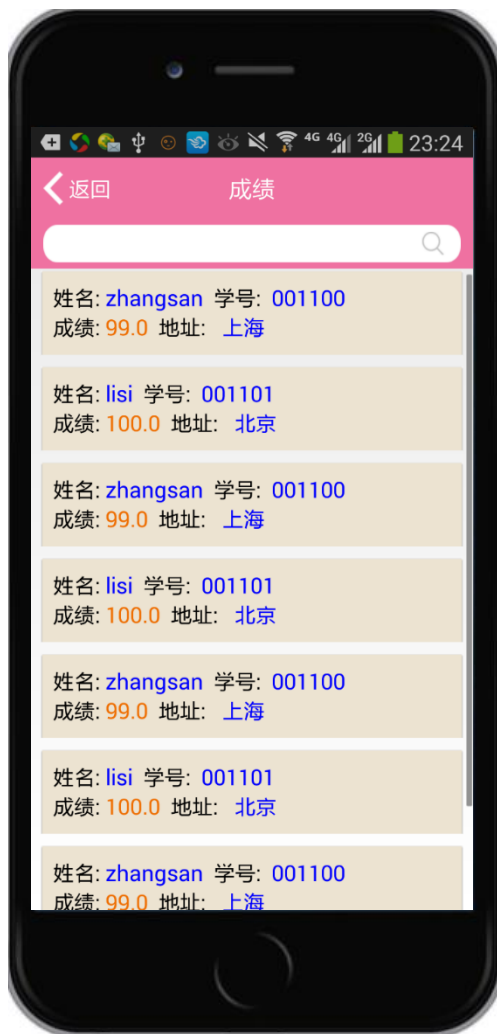 4G 4G 2G 23:24
返回 成绩
姓名: zhangsan 学号: 001100
成绩: 99.0 地址: 上海
姓名: lisi 学号: 001101
成绩: 100.0 地址: 北京
姓名: zhangsan 学号: 001100
成绩: 99.0 地址: 上海
姓名: lisi 学号: 001101
成绩: 100.0 地址: 北京
姓名: zhangsan 学号: 001100
成绩: 99.0 地址: 上海
姓名: lisi 学号: 001101
成绩: 100.0 地址: 北京
姓名: zhangsan 学号: 001100
成绩: 99.0 地址: 上海